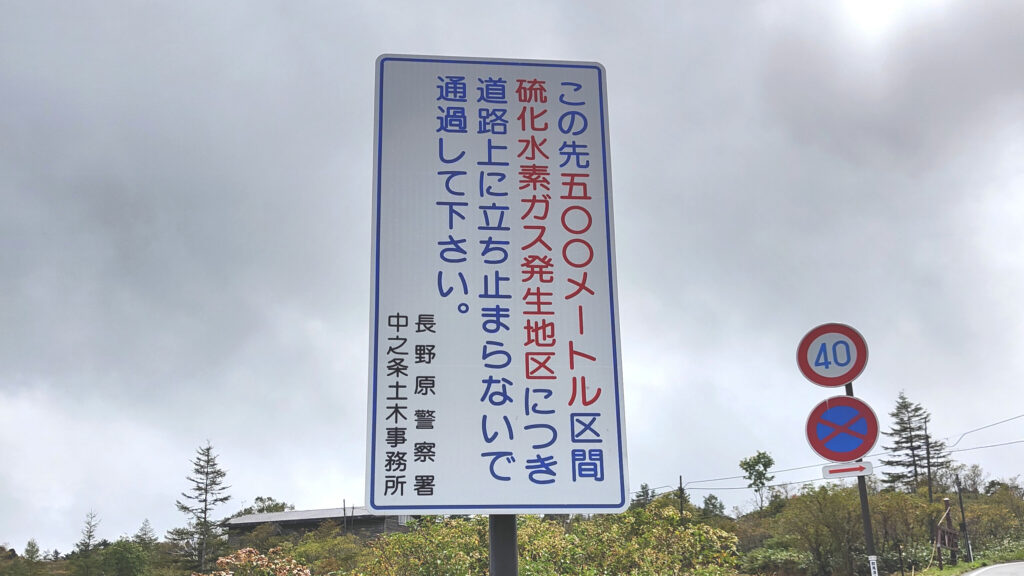 この先五〇〇メートル区間
硫化水素ガス発生地区につき
道路上に立ち止まらないで
通過して下さい。
長野原警察署
中之条土木事務所
40